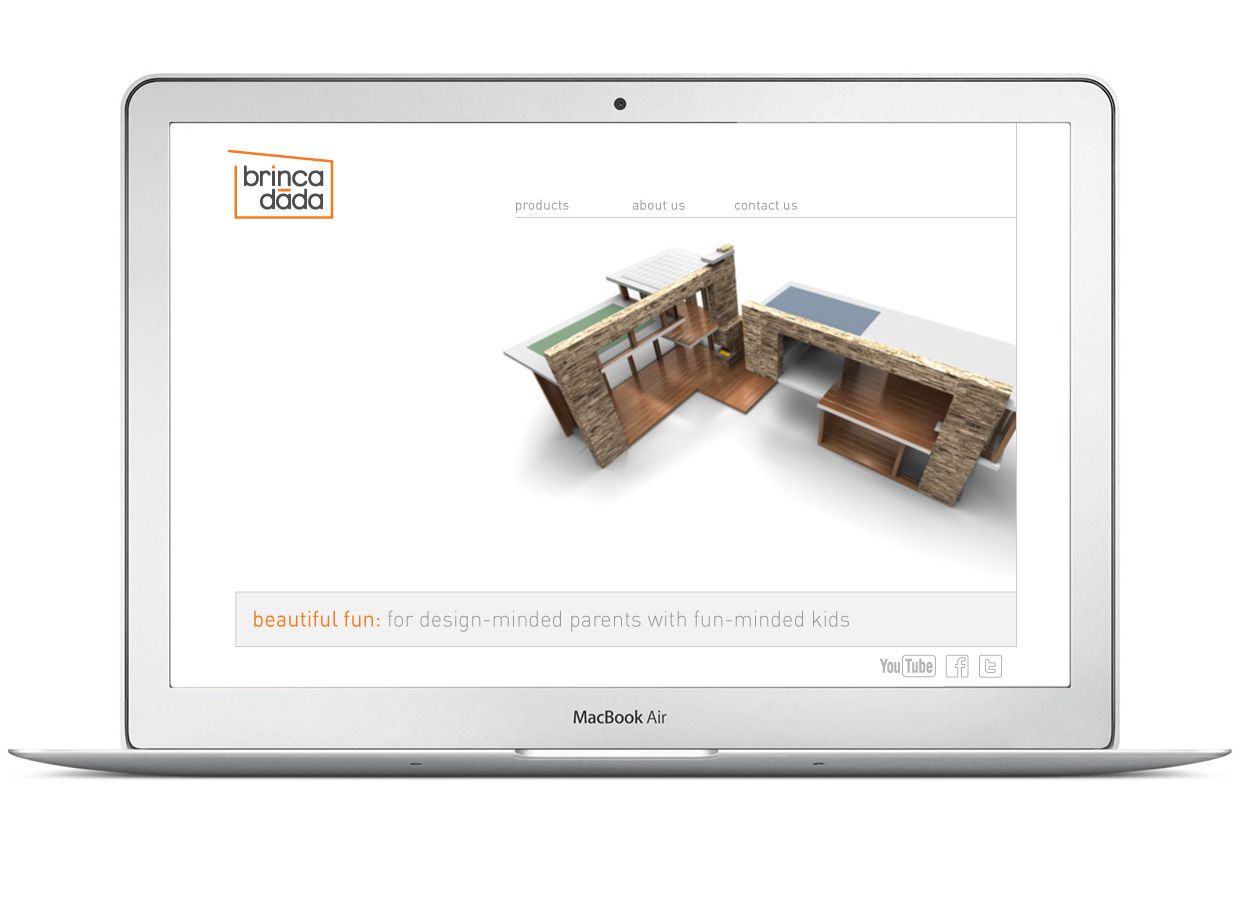 brinca
dāda
products about us contact us
beautiful fun: for design-minded parents with fun-minded kids
YouTube f t
MacBook Air